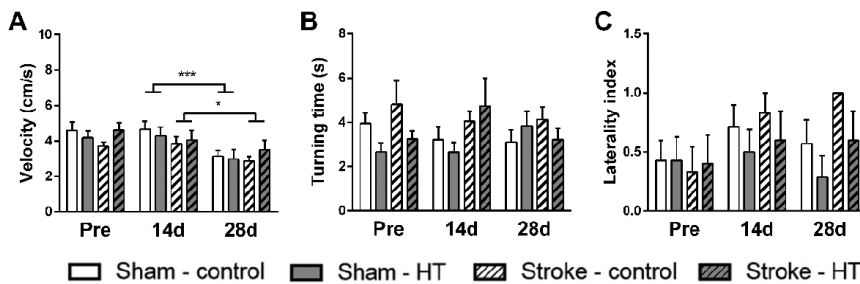 A
B
C
Velocity (cm/s)
10
8
6
4
2
0
***
*
Pre
14d
28d
Turning time (s)
8
6
4
2
0
Pre
14d
28d
Laterality index
1.5
1.0
0.5
0.0
Pre
14d
28d
Sham - control
Sham - HT
Stroke - control
Stroke - HT